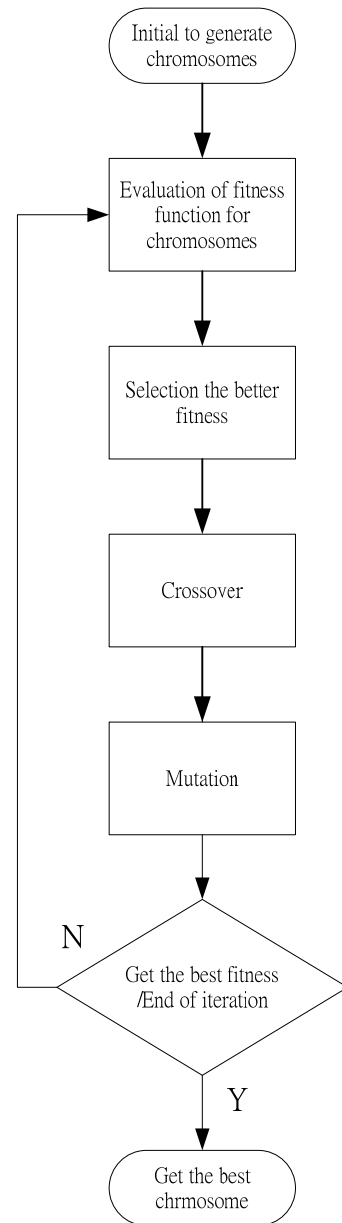 Initial to generate
chromosomes
Evaluation of fitness
function for
chromosomes
Selection the better
fitness
Crossover
Mutation
N
Get the best fitness
/End of iteration
Y
Get the best
chrmosome